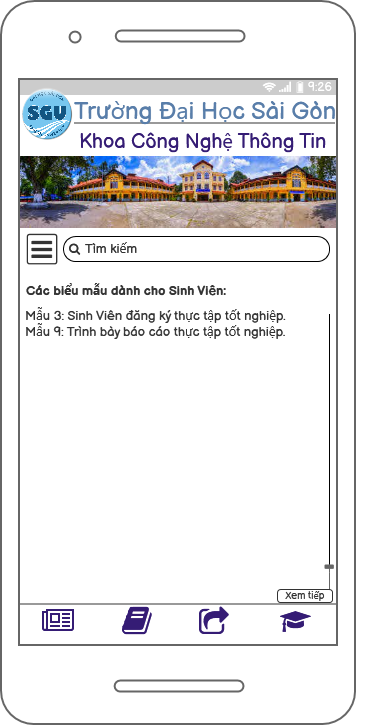 9:26
SGU
Trường Đại Học Sài Gòn
Khoa Công Nghệ Thông Tin
Tìm kiếm
Các biểu mẫu dành cho Sinh Viên:
Mẫu 3: Sinh Viên đăng ký thực tập tốt nghiệp.
Mẫu 9: Trình bày báo cáo thực tập tốt nghiệp.
Xem tiếp